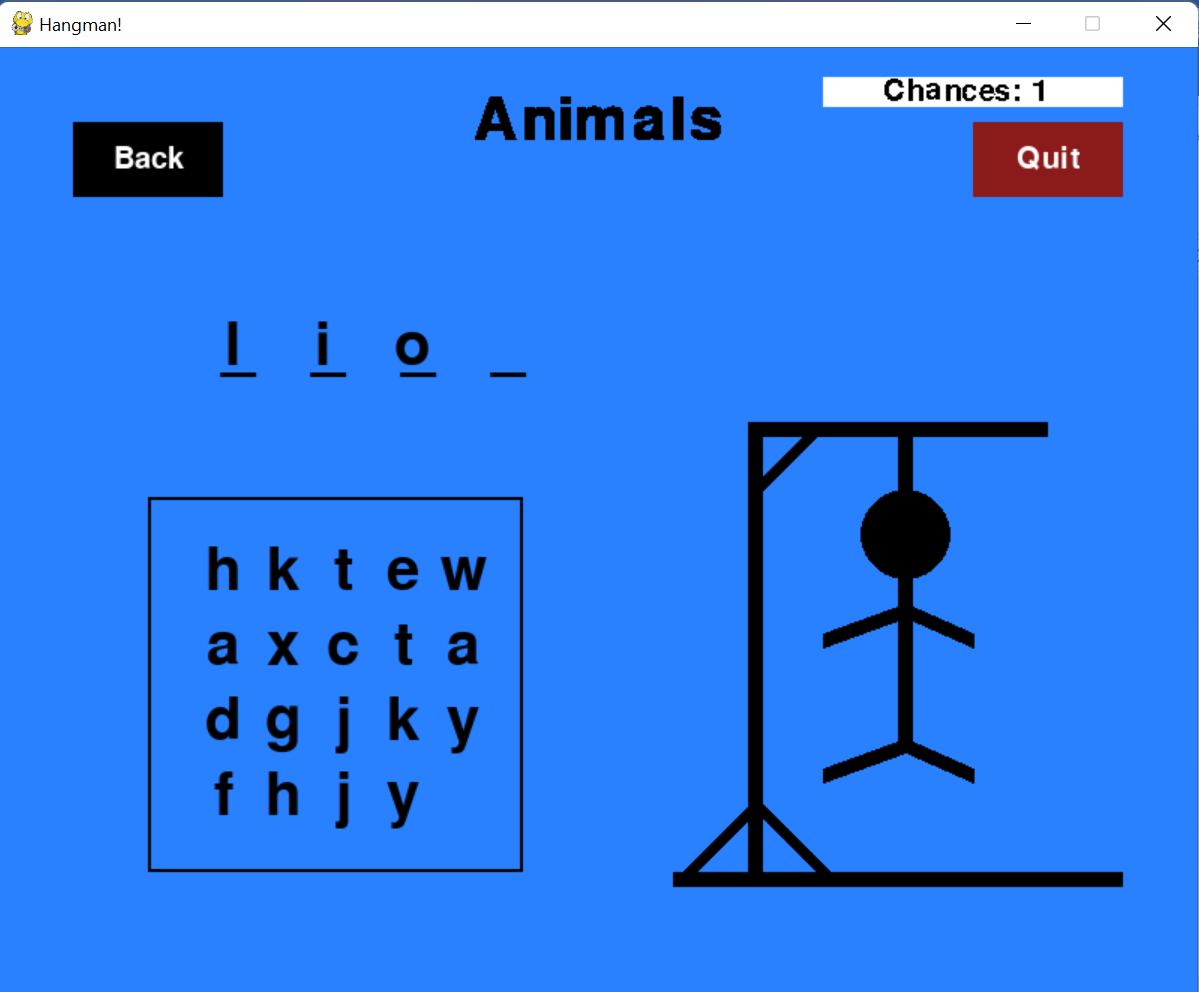 Hangman!
Chances: 1
Animals
Back
Quit
l i o _
h k t e w
a x c t a
d g j k y
f h j y